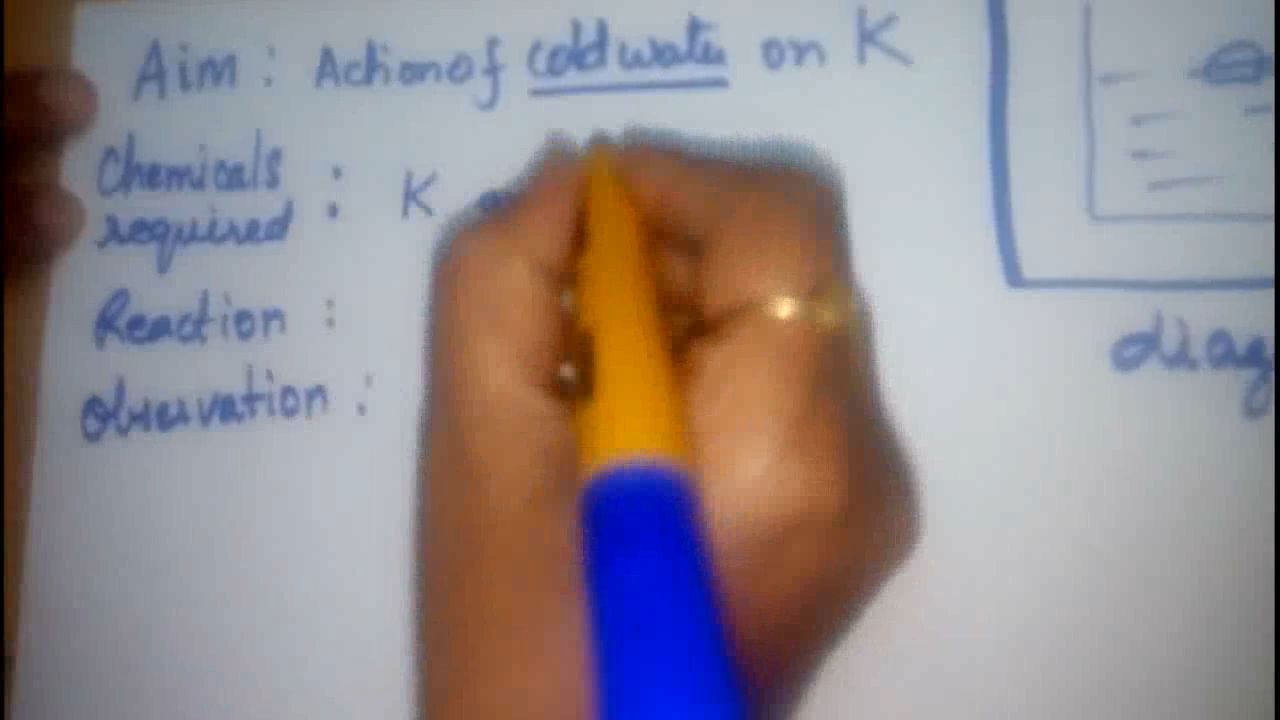 Aim : Action of cold water on K
Chemicals
required : K
Reaction :
Observation :
diag